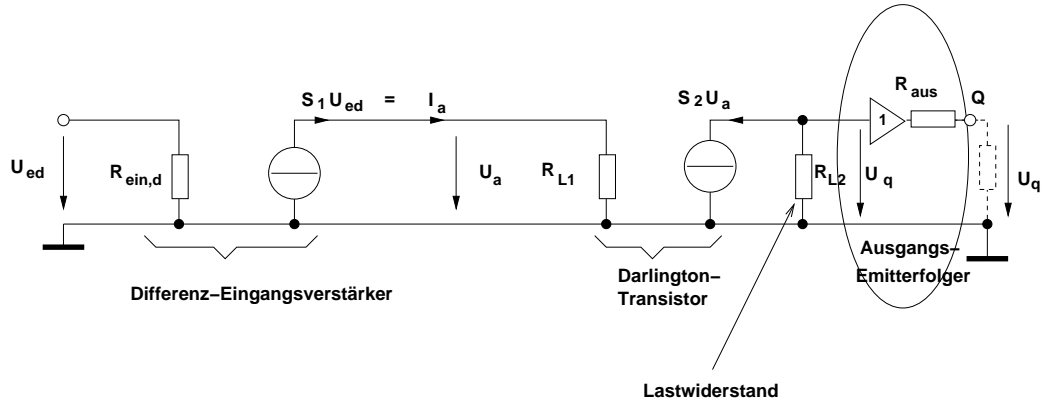 S1Ued = Ia
S2Ua
Raus
Q
1
Ued
Rein,d
Ua
RL1
RL2
Uq
Uq
Ausgangs–
Emitterfolger
Differenz–Eingangsverstärker
Darlington–
Transistor
Lastwiderstand